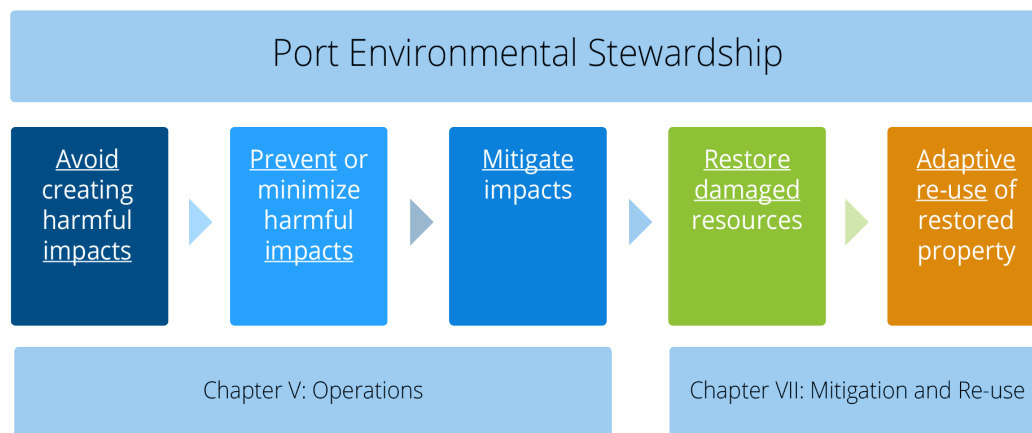 Port Environmental Stewardship
Avoid
creating
harmful
impacts
Prevent or
minimize
harmful
impacts
Mitigate
impacts
Restore
damaged
resources
Adaptive
re-use of
restored
property
Chapter V: Operations
Chapter VII: Mitigation and Re-use